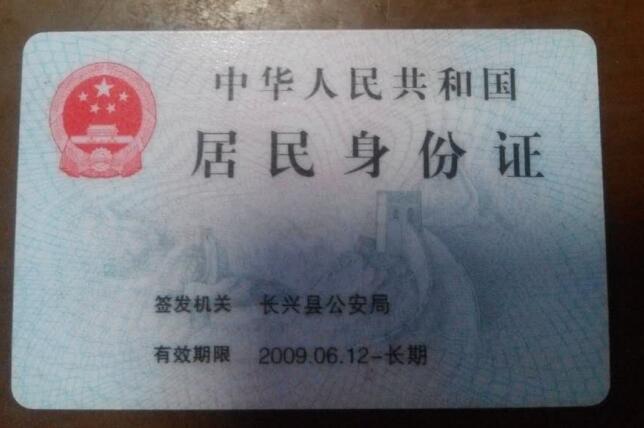 中华人民共和国
居民身份证
签发机关 长兴县公安局
有效期限 2009.06.12-长期